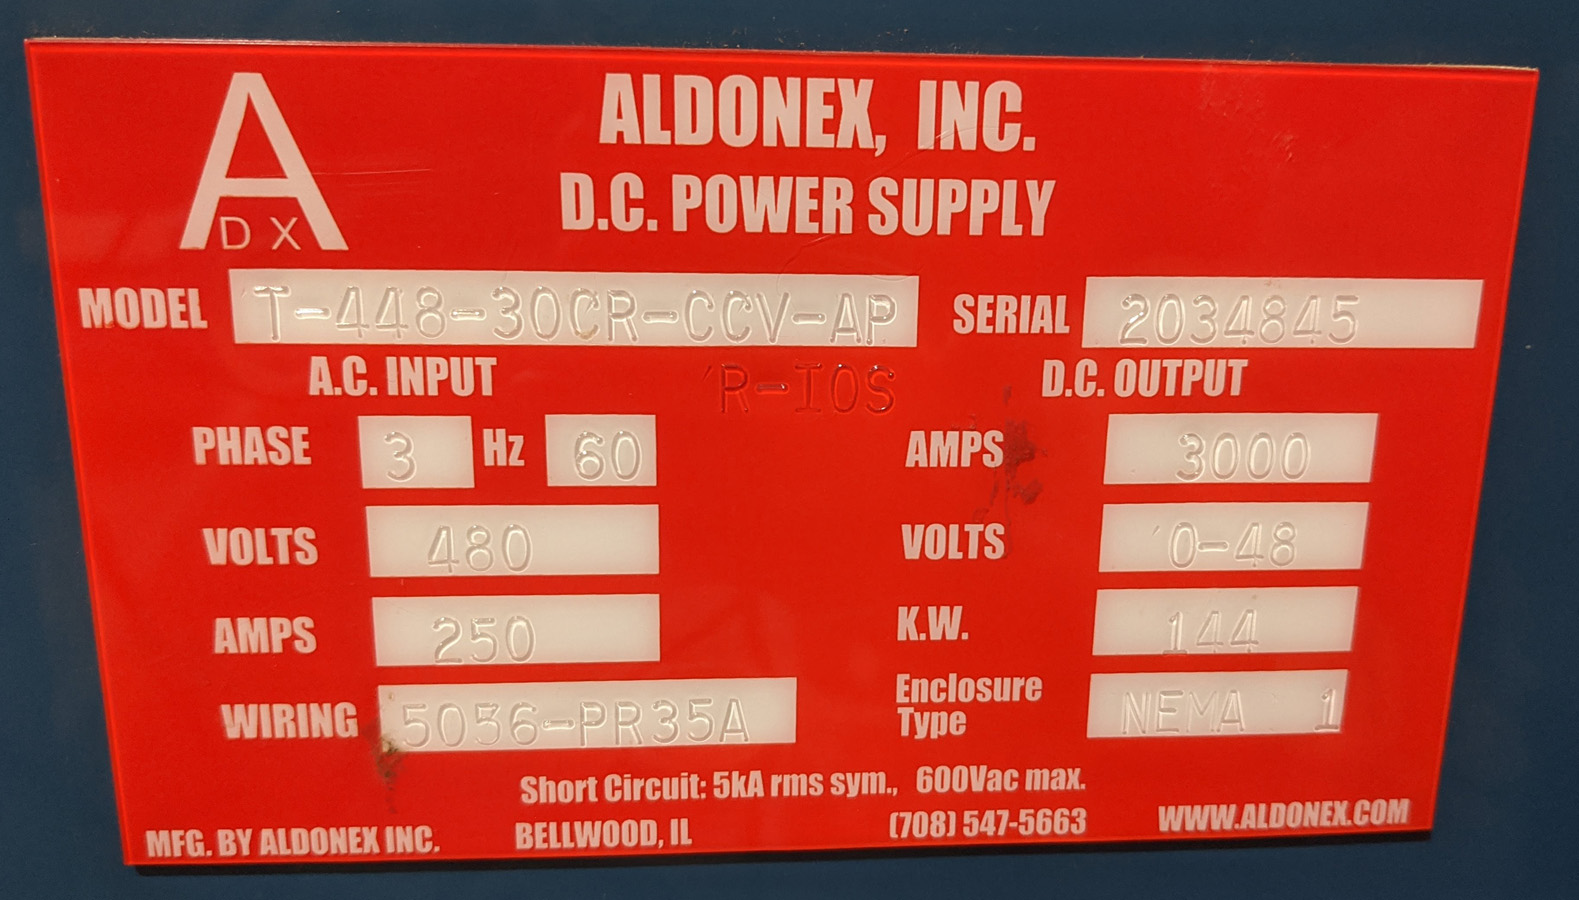 A
DX
ALDONEX, INC.
D.C. POWER SUPPLY
MODEL T-448-30CR-CCV-AP SERIAL 2034845
R-IOS
A.C. INPUT
D.C. OUTPUT
PHASE 3 Hz 60
AMPS 3000
VOLTS 480
VOLTS 0-48
AMPS 250
K.W. 144
WIRING 5056-PR35A
Enclosure
Type NEMA 1
Short Circuit: 5kA rms sym., 600Vac max.
MFG. BY ALDONEX INC. BELLWOOD, IL (708) 547-5663 WWW.ALDONEX.COM